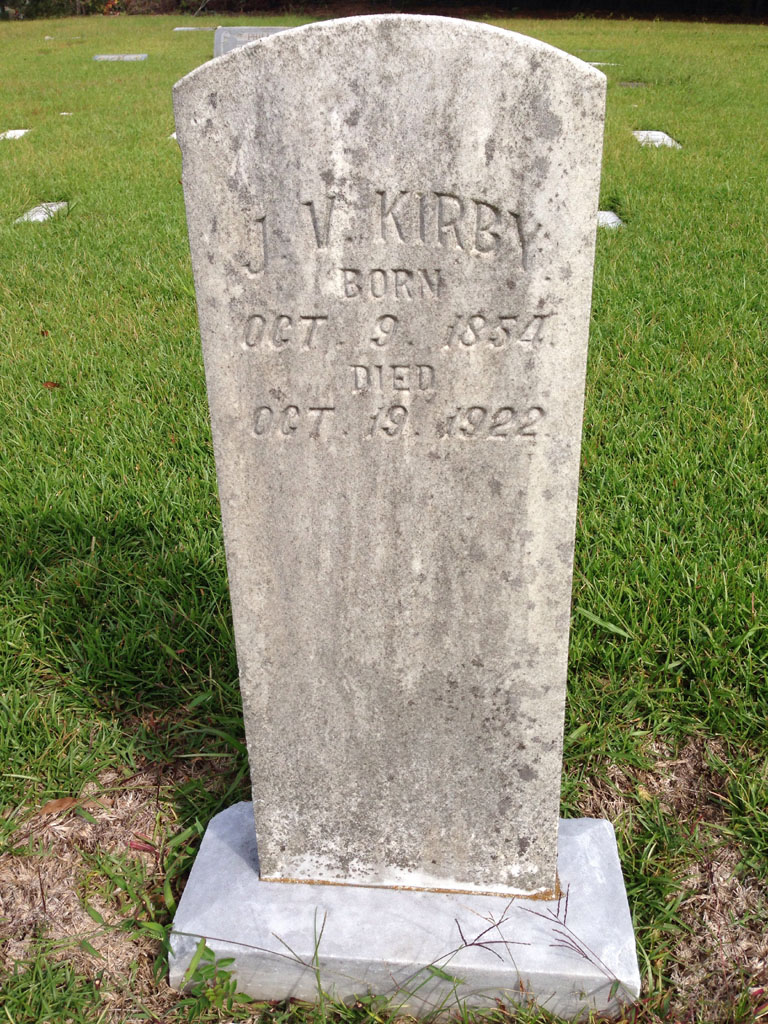 J. V. KIRBY
BORN
OCT. 9. 1854.
DIED
OCT. 19. 1922.